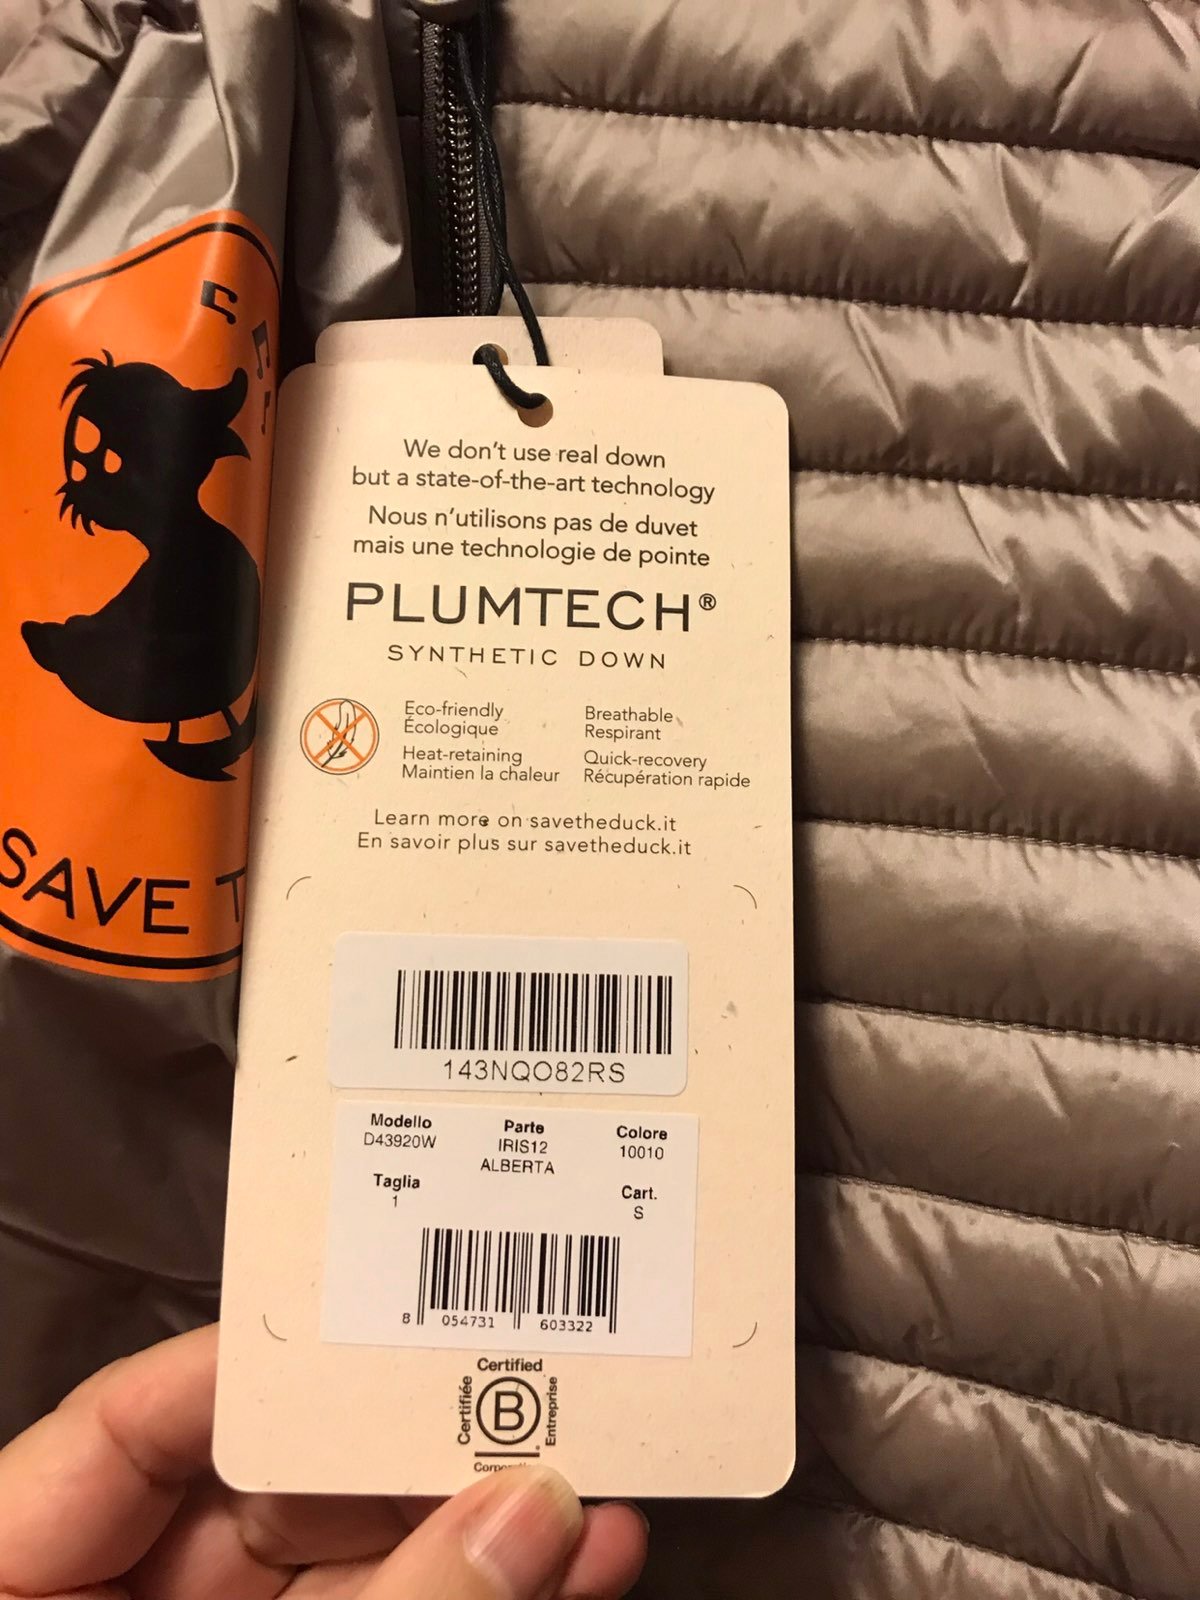 We don't use real down
but a state-of-the-art technology
Nous n'utilisons pas de duvet
mais une technologie de pointe
PLUMTECH®
SYNTHETIC DOWN
Eco-friendly
Écologique
Heat-retaining
Maintien la chaleur
Breathable
Respirant
Quick-recovery
Récupération rapide
Learn more on savetheduck.it
En savoir plus sur savetheduck.it
143NQO82RS
Modello
D43920W
Parte
IRIS12
ALBERTA
Colore
10010
Taglia
1
Cart.
S
8 054731 603322
Certified
Certifiée
B
Entreprise
SAVE T